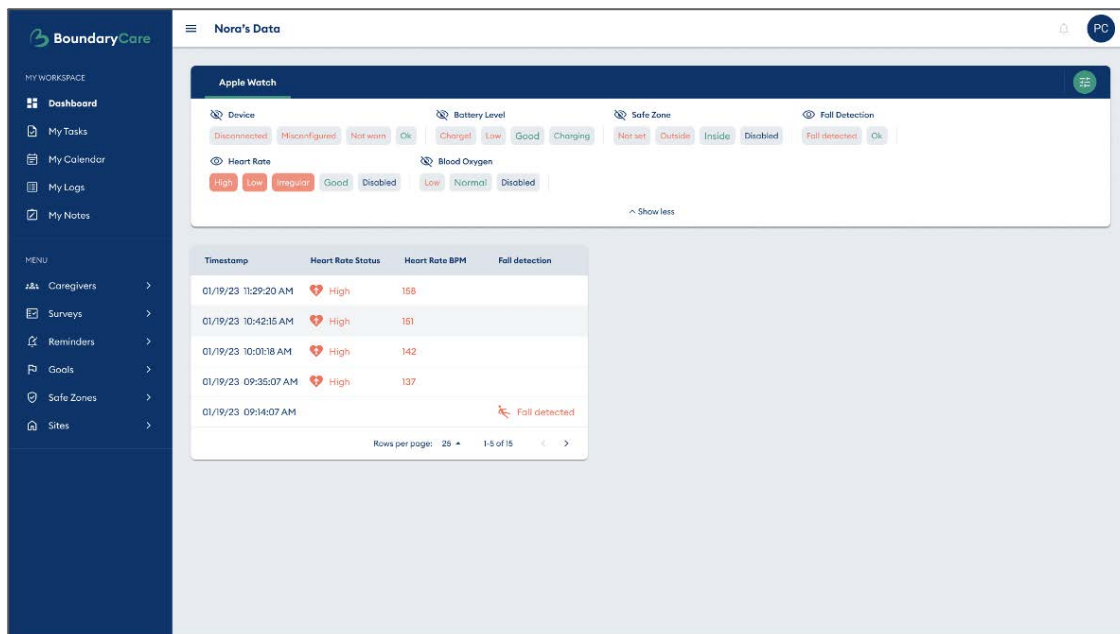 BoundaryCare
Nora's Data
PC
MY WORKSPACE
Dashboard
My Tasks
My Calendar
My Logs
My Notes
MENU
Caregivers
Surveys
Reminders
Goals
Safe Zones
Sites
Apple Watch
Device Battery Level Safe Zone Fall Detection
Disconnected Misconfigured Not worn Ok Charge! Low Good Charging Not set Outside Inside Disabled Fall detected Ok
Heart Rate Blood Oxygen
High Low Irregular Good Disabled Low Normal Disabled
Show less
Timestamp Heart Rate Status Heart Rate BPM Fall detection
01/19/23 11:29:20 AM High 158
01/19/23 10:42:15 AM High 151
01/19/23 10:01:18 AM High 142
01/19/23 09:35:07 AM High 137
01/19/23 09:14:07 AM Fall detected
Rows per page: 25 1-5 of 15